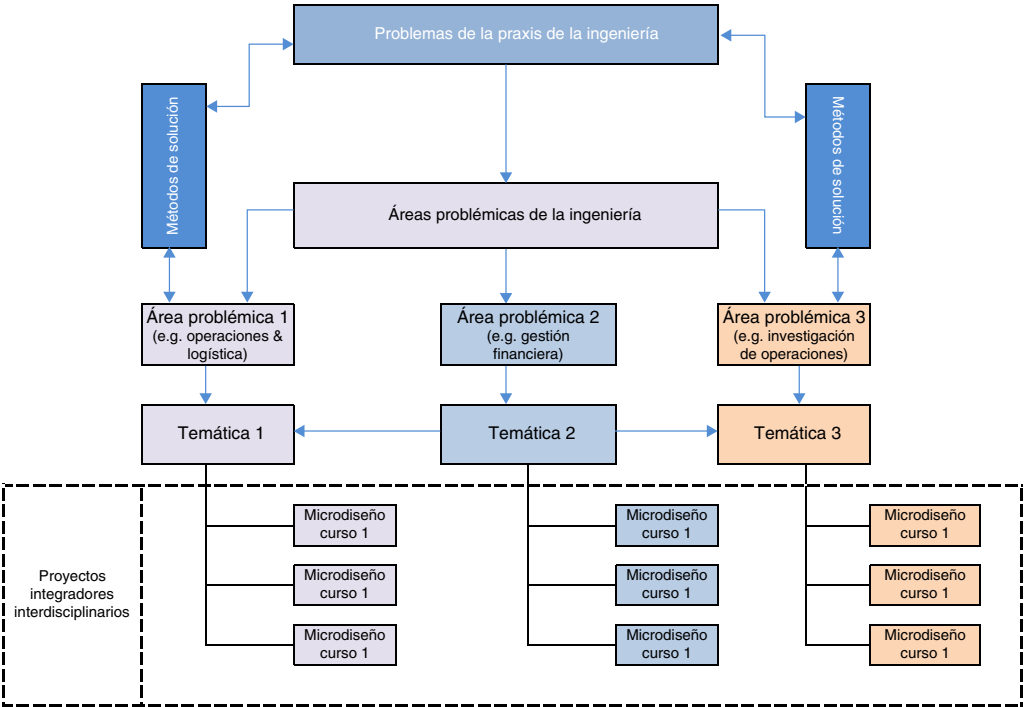 Problemas de la praxis de la ingeniería
Métodos de solución
Métodos de solución
Áreas problémicas de la ingeniería
Área problémica 1
(e.g. operaciones &
logística)
Área problémica 2
(e.g. gestión
financiera)
Área problémica 3
(e.g. investigación
de operaciones)
Temática 1
Temática 2
Temática 3
Proyectos
integradores
interdisciplinarios
Microdiseño
curso 1
Microdiseño
curso 1
Microdiseño
curso 1
Microdiseño
curso 1
Microdiseño
curso 1
Microdiseño
curso 1
Microdiseño
curso 1
Microdiseño
curso 1
Microdiseño
curso 1